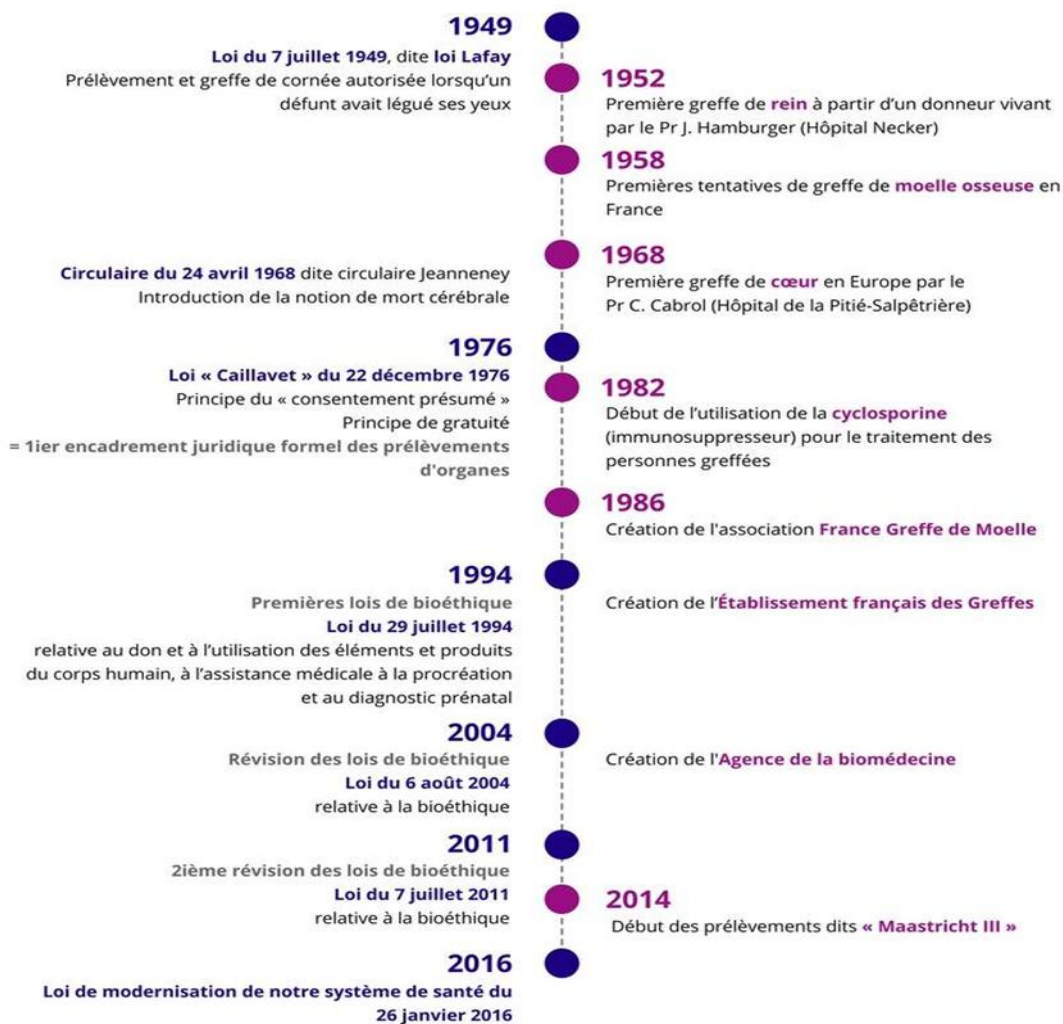 1949
Loi du 7 juillet 1949, dite loi Lafay
Prélèvement et greffe de cornée autorisée lorsqu'un
défunt avait légué ses yeux
1952
Première greffe de rein à partir d'un donneur vivant
par le Pr J. Hamburger (Hôpital Necker)
1958
Premières tentatives de greffe de moelle osseuse en
France
1968
Première greffe de cœur en Europe par le
Pr C. Cabrol (Hôpital de la Pitié-Salpêtrière)
Circulaire du 24 avril 1968 dite circulaire Jeanneney
Introduction de la notion de mort cérébrale
1976
Loi « Caillavet » du 22 décembre 1976
Principe du « consentement présumé »
Principe de gratuité
= 1ier encadrement juridique formel des prélèvements
d'organes
1982
Début de l'utilisation de la cyclosporine
(immunosuppresseur) pour le traitement des
personnes greffées
1986
Création de l'association France Greffe de Moelle
1994
Premières lois de bioéthique
Loi du 29 juillet 1994
relative au don et à l'utilisation des éléments et produits
du corps humain, à l'assistance médicale à la procréation
et au diagnostic prénatal
Création de l'Établissement français des Greffes
2004
Révision des lois de bioéthique
Loi du 6 août 2004
relative à la bioéthique
Création de l'Agence de la biomédecine
2011
2ième révision des lois de bioéthique
Loi du 7 juillet 2011
relative à la bioéthique
2014
Début des prélèvements dits « Maastricht III »
2016
Loi de modernisation de notre système de santé du
26 janvier 2016